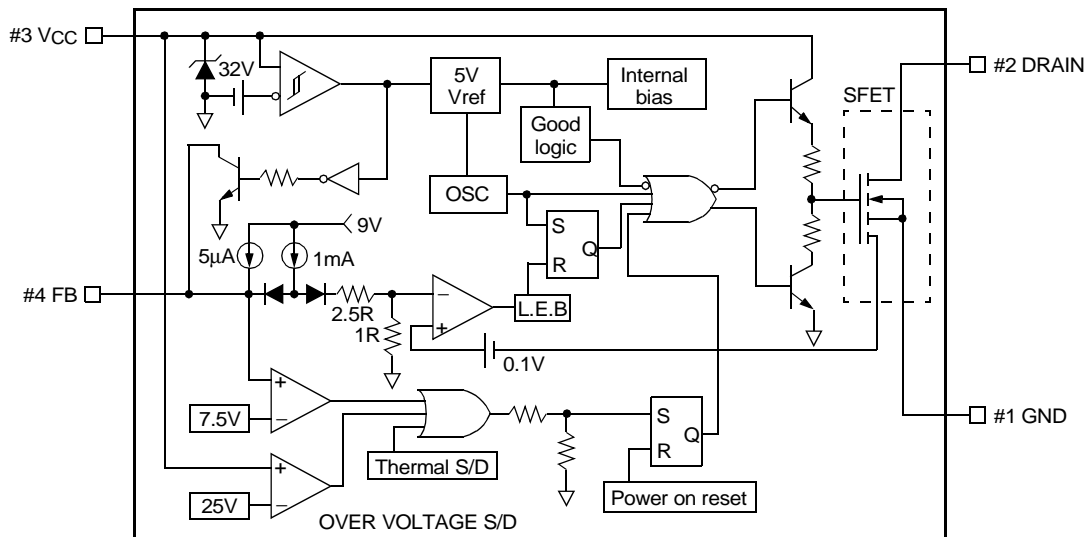 #3 VCC
32V
5V
Vref
Internal
bias
#2 DRAIN
SFET
Good
logic
OSC
9V
S
R
Q
5μA
1mA
#4 FB
2.5R
1R
−
+
L.E.B
0.1V
+
−
7.5V
Thermal S/D
S
R
Q
#1 GND
+
−
25V
Power on reset
OVER VOLTAGE S/D